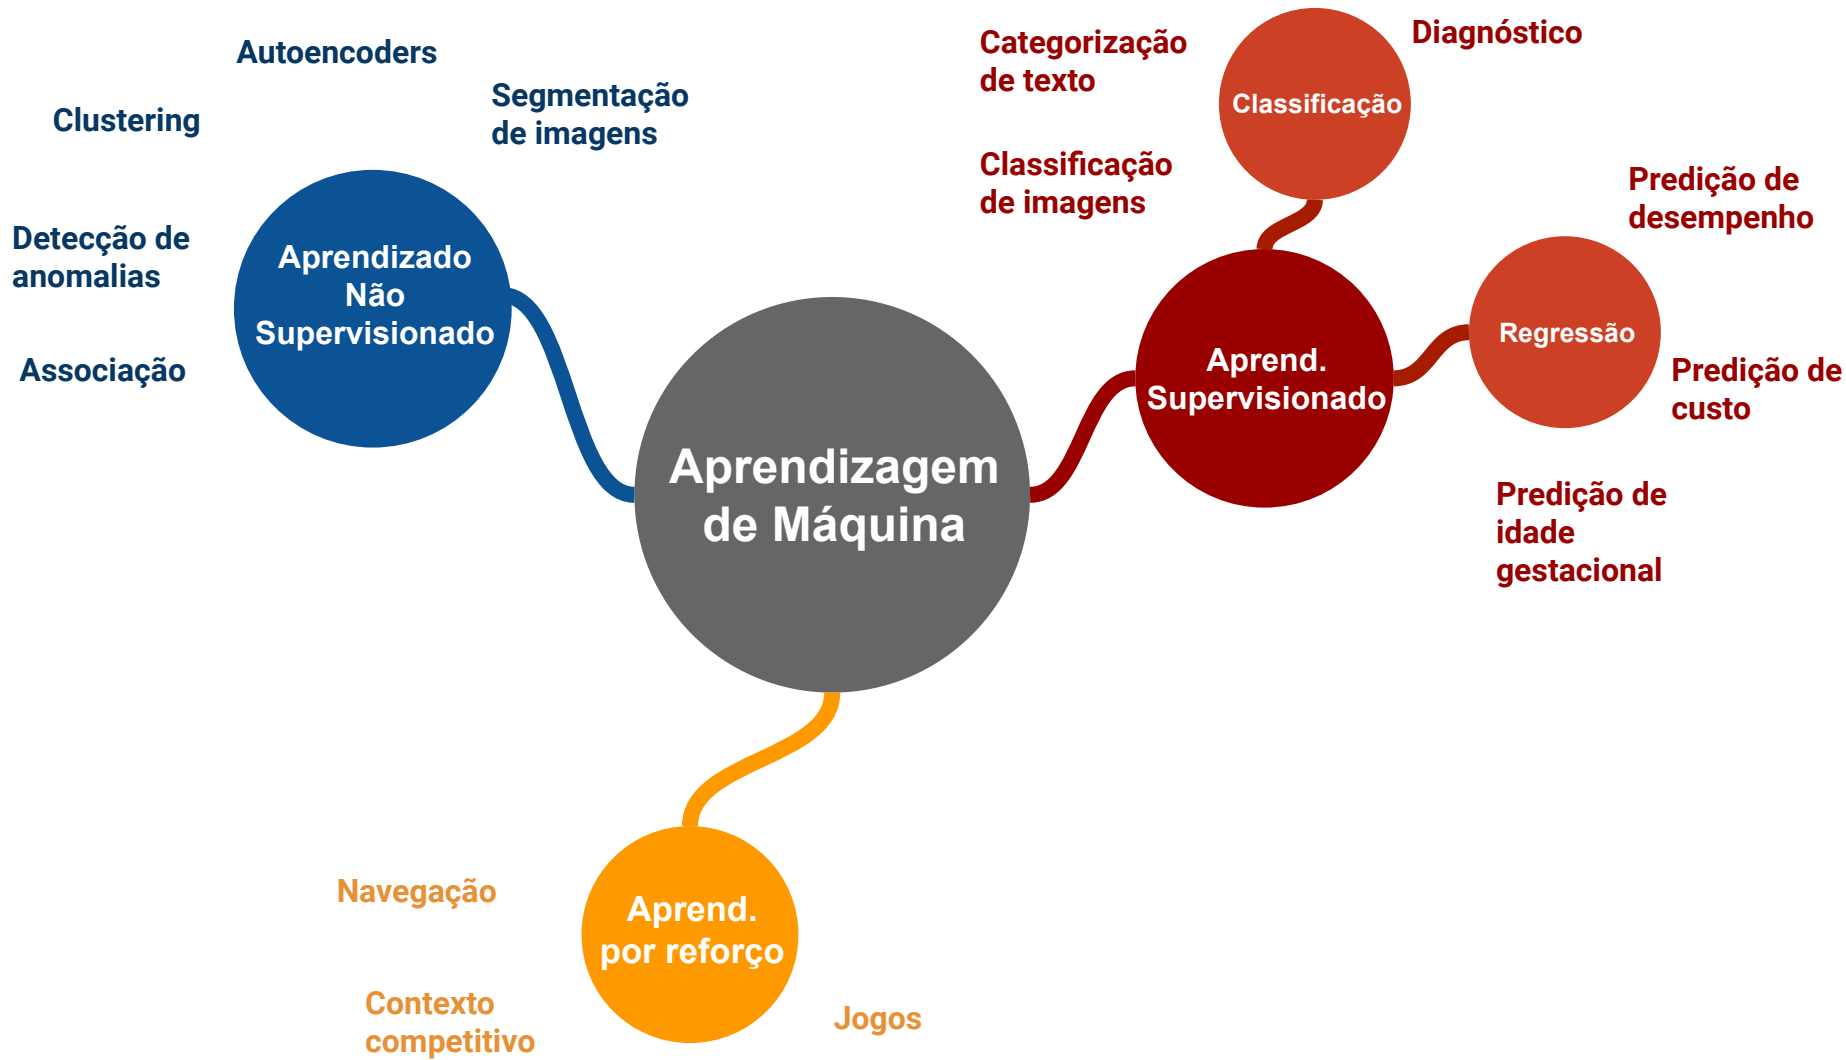 Autoencoders
Clustering
Segmentação
de imagens
Detecção de
anomalias
Associação
Aprendizado
Não
Supervisionado
Aprendizagem
de Máquina
Categorização
de texto
Classificação
de imagens
Classificação
Diagnóstico
Aprend.
Supervisionado
Regressão
Predição de
desempenho
Predição de
custo
Predição de
idade
gestacional
Navegação
Aprend.
por reforço
Contexto
competitivo
Jogos